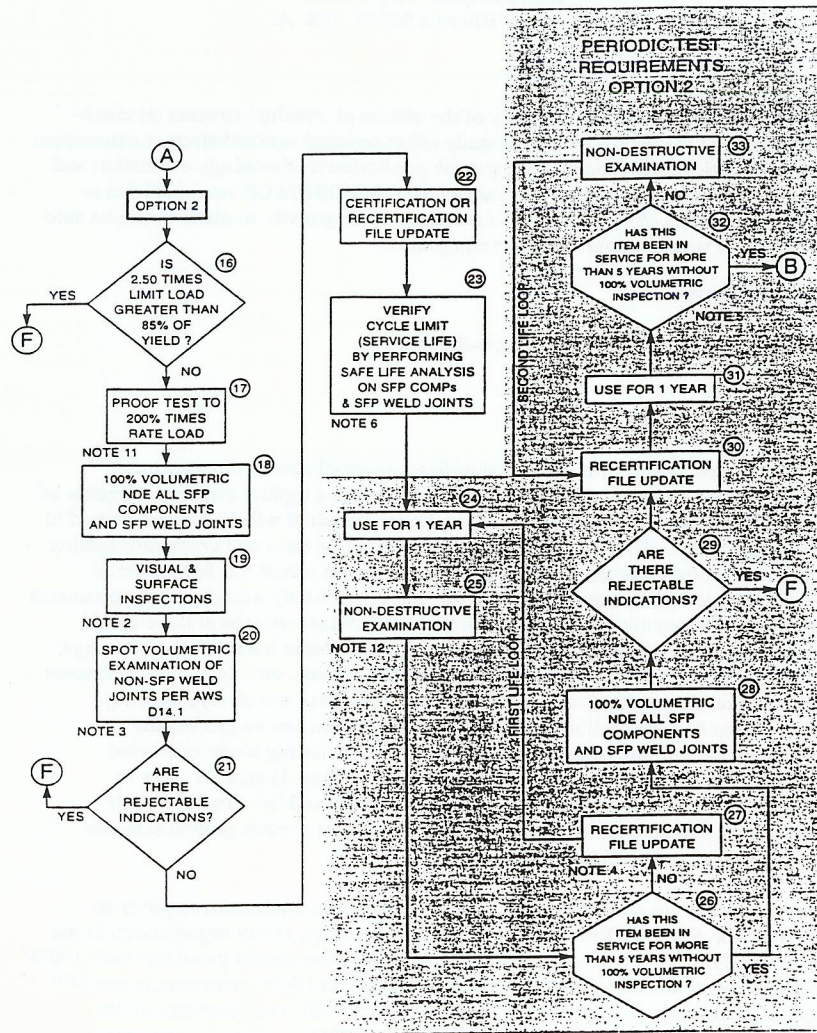 A
OPTION 2
16
IS
2.50 TIMES
LIMIT LOAD
GREATER THAN
85% OF
YIELD ?
YES
F
NO
17
PROOF TEST TO
200% TIMES
RATE LOAD
NOTE 11
18
100% VOLUMETRIC
NDE ALL SFP
COMPONENTS
AND SFP WELD JOINTS
19
VISUAL &
SURFACE
INSPECTIONS
NOTE 2
20
SPOT VOLUMETRIC
EXAMINATION OF
NON-SFP WELD
JOINTS PER AWS
D14.1
NOTE 3
21
ARE
THERE
REJECTABLE
INDICATIONS?
F
YES
NO
22
CERTIFICATION OR
RECERTIFICATION
FILE UPDATE
23
VERIFY
CYCLE LIMIT
(SERVICE LIFE)
BY PERFORMING
SAFE LIFE ANALYSIS
ON SFP COMPs
& SFP WELD JOINTS
NOTE 6
24
USE FOR 1 YEAR
25
NON-DESTRUCTIVE
EXAMINATION
NOTE 12
FIRST LIFE LOOP
26
HAS THIS
ITEM BEEN IN
SERVICE FOR MORE
THAN 5 YEARS WITHOUT
100% VOLUMETRIC
INSPECTION ?
YES
NO
NOTE 4
27
RECERTIFICATION
FILE UPDATE
28
100% VOLUMETRIC
NDE ALL SFP
COMPONENTS
AND SFP WELD JOINTS
29
ARE
THERE
REJECTABLE
INDICATIONS?
YES
F
30
RECERTIFICATION
FILE UPDATE
31
USE FOR 1 YEAR
SECOND LIFE LOOP
NOTE 5
32
HAS THIS
ITEM BEEN IN
SERVICE FOR MORE
THAN 5 YEARS WITHOUT
100% VOLUMETRIC
INSPECTION ?
YES
B
NO
33
NON-DESTRUCTIVE
EXAMINATION
PERIODIC TEST
REQUIREMENTS
OPTION 2